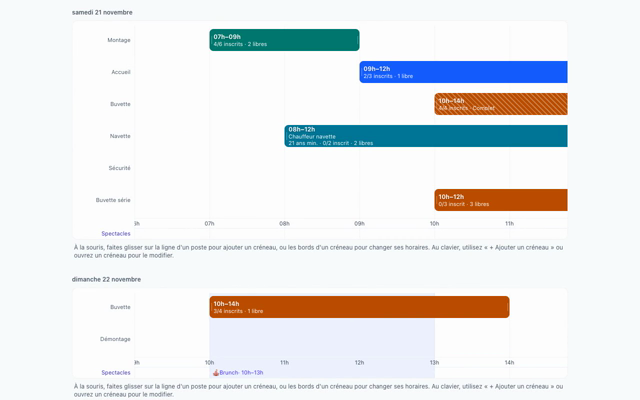 samedi 21 novembre
Montage
07h–09h
4/6 inscrits · 2 libres
Accueil
09h–12h
2/3 inscrits · 1 libre
Buvette
10h–14h
4/4 inscrits · Complet
Navette
08h–12h
Chauffeur navette
21 ans min. · 0/2 inscrit · 2 libres
Sécurité
Buvette série
10h–12h
0/3 inscrit · 3 libres
07h 08h 09h 10h 11h
Spectacles
À la souris, faites glisser sur la ligne d'un poste pour ajouter un créneau, ou les bords d'un créneau pour changer ses horaires. Au clavier, utilisez « + Ajouter un créneau » ou
ouvrez un créneau pour le modifier.
dimanche 22 novembre
Buvette
10h–14h
3/4 inscrits · 1 libre
Démontage
10h 11h 12h 13h 14h
Spectacles
Brunch · 10h–13h
À la souris, faites glisser sur la ligne d'un poste pour ajouter un créneau, ou les bords d'un créneau pour changer ses horaires. Au clavier, utilisez « + Ajouter un créneau » ou
ouvrez un créneau pour le modifier.